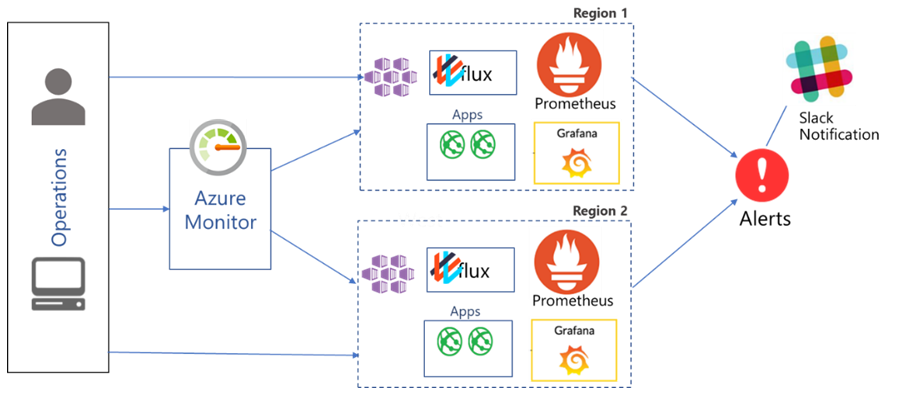 Region 1
flux
Prometheus
Apps
Grafana
Slack
Notification
Operations
Azure
Monitor
Alerts
Region 2
flux
Prometheus
Apps
Grafana